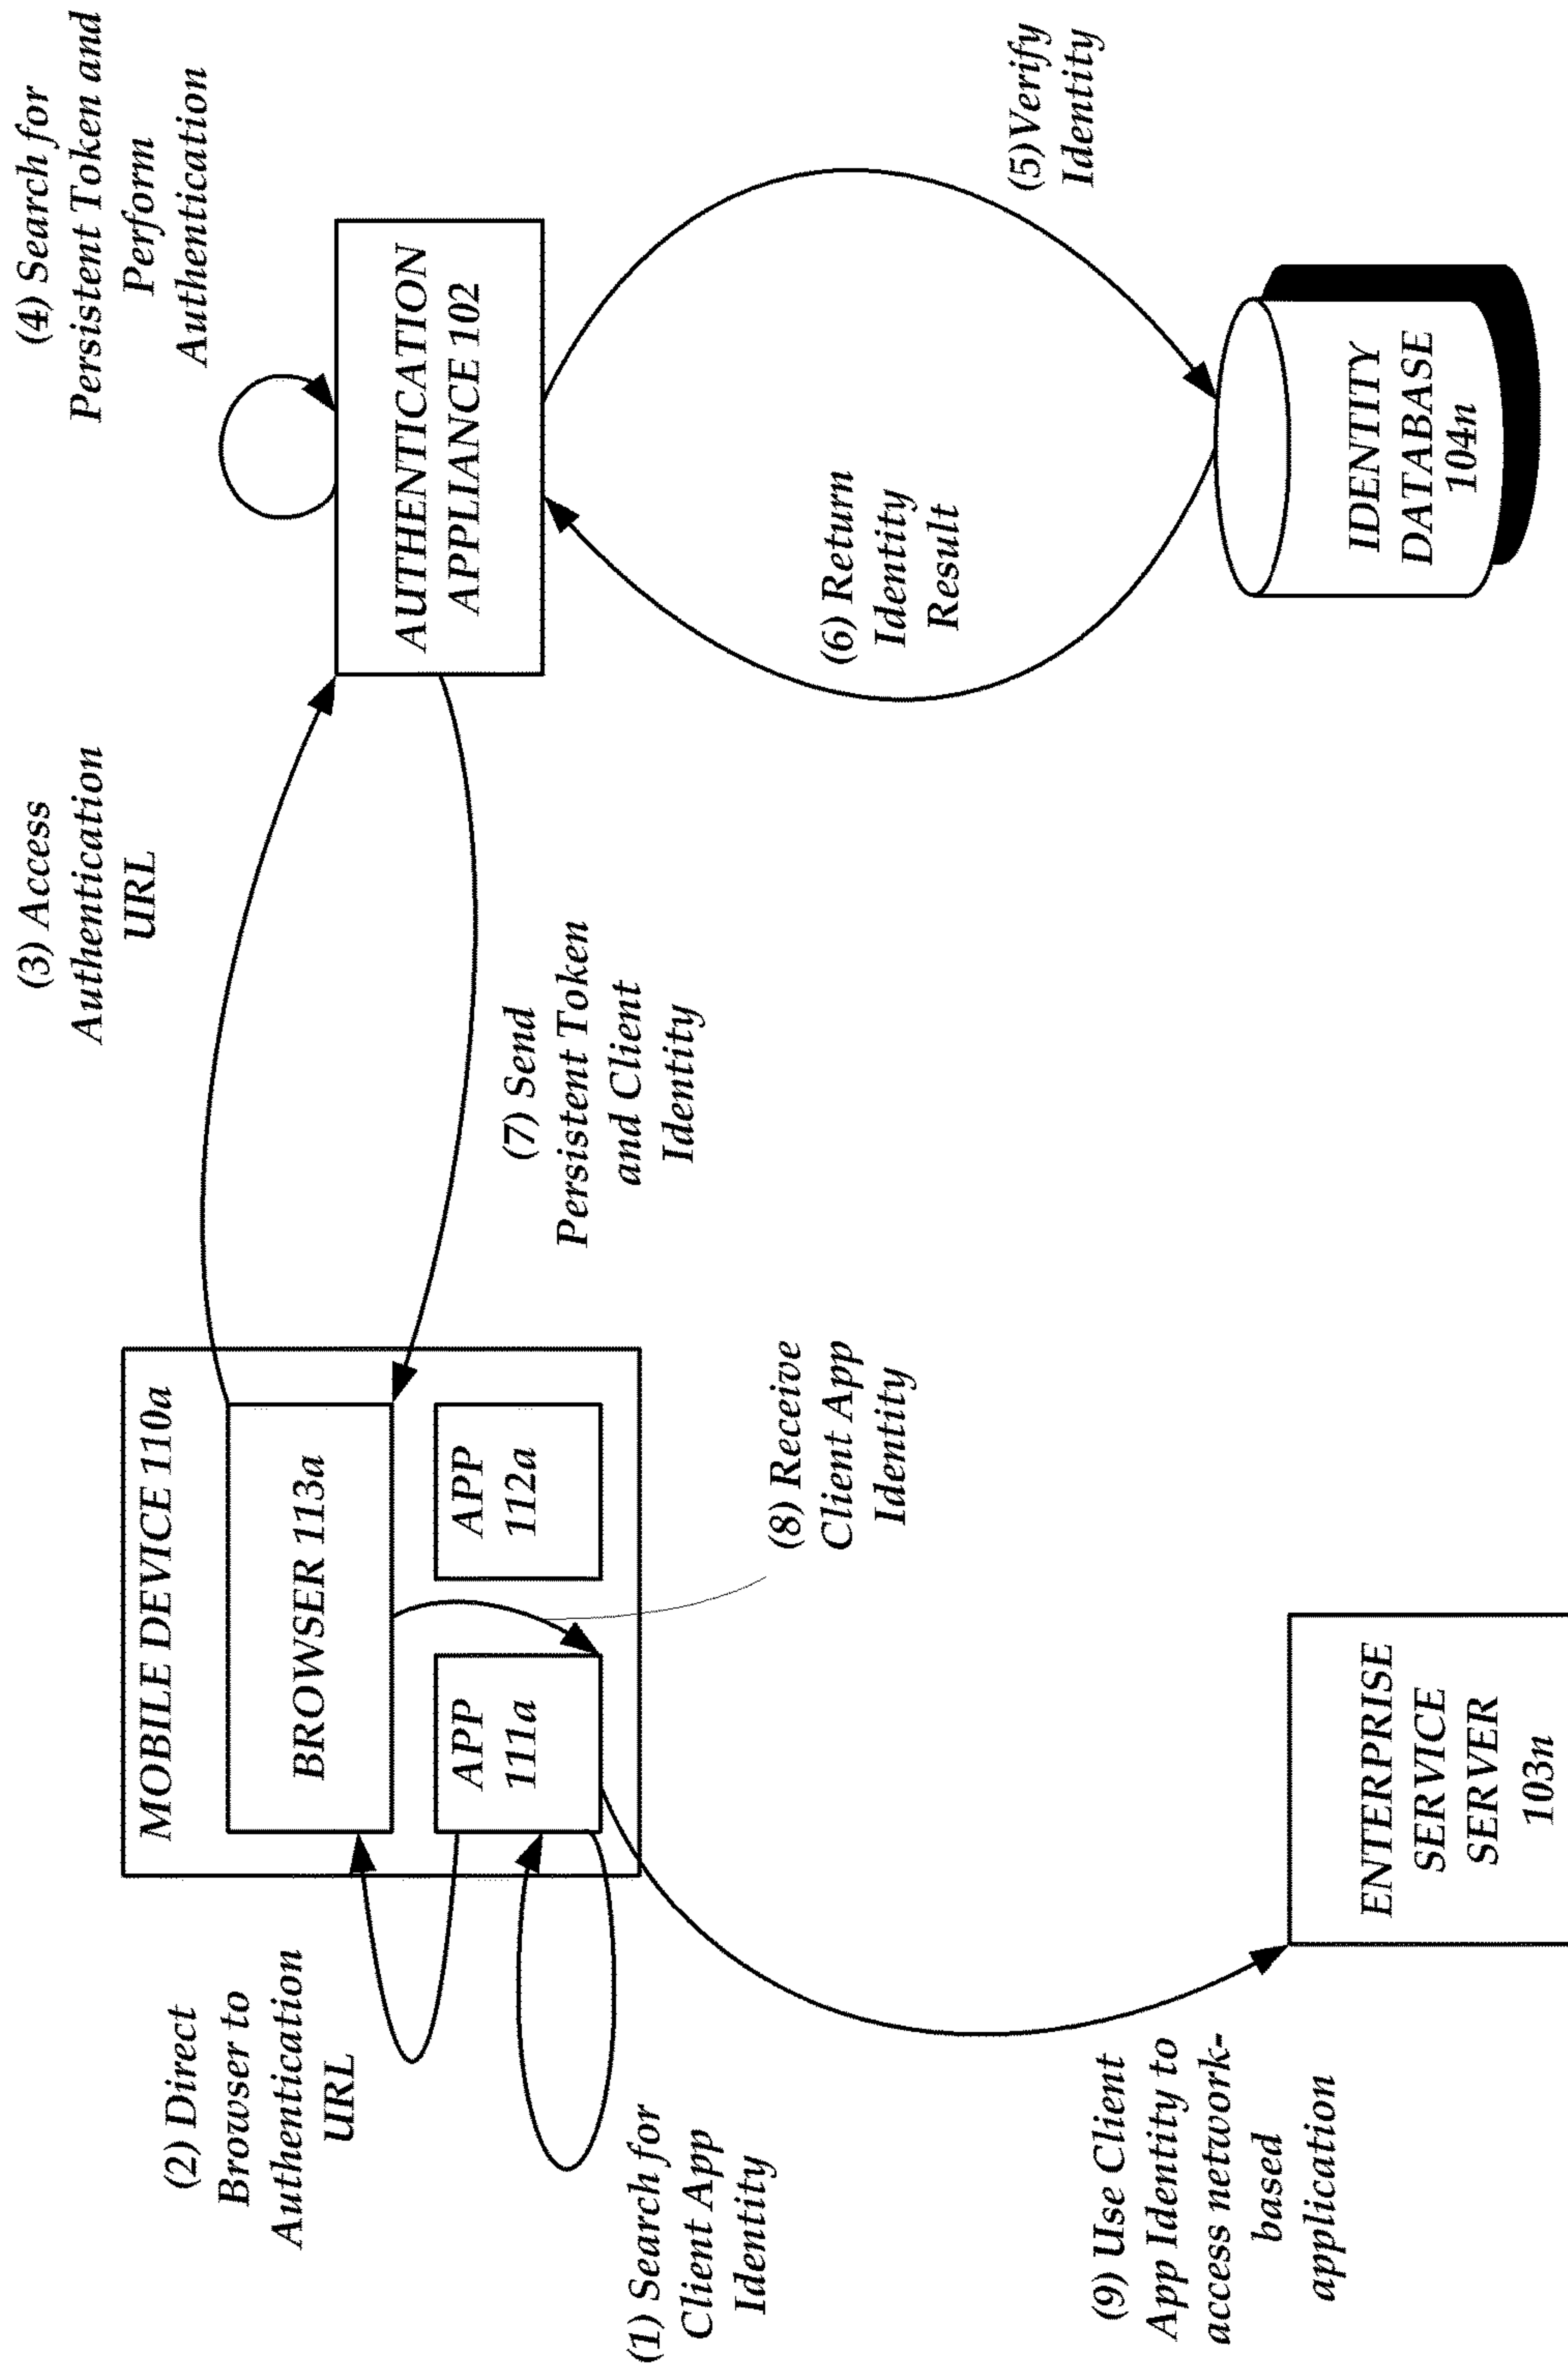 (1) Search for
Client App
Identity
(2) Direct
Browser to
Authentication
URL
MOBILE DEVICE 110a
BROWSER 113a
APP
111a
APP
112a
(3) Access
Authentication
URL
(4) Search for
Persistent Token and
Perform
Authentication
AUTHENTICATION
APPLIANCE 102
(5)Verify
Identity
(6) Return
Identity
Result
IDENTITY
DATABASE
104n
(7) Send
Persistent Token
and Client
Identity
(8) Receive
Client App
Identity
(9) Use Client
App Identity to
access network-
based
application
ENTERPRISE
SERVICE
SERVER
103n